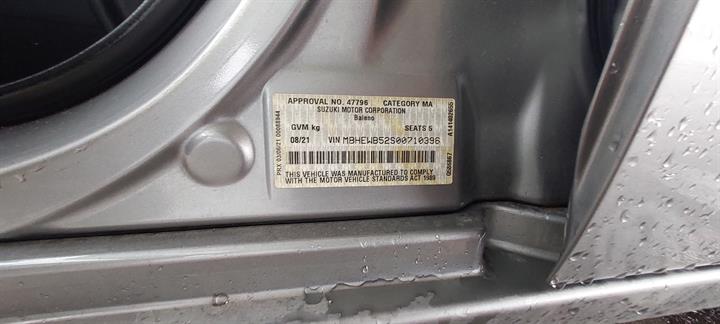 APPROVAL NO. 47796 CATEGORY MA
SUZUKI MOTOR CORPORATION
Baleno
GVM kg SEATS 5
08/21 VIN MBHEWB52S00710396
THIS VEHICLE WAS MANUFACTURED TO COMPLY
WITH THE MOTOR VEHICLE STANDARDS ACT 1989
A141402655